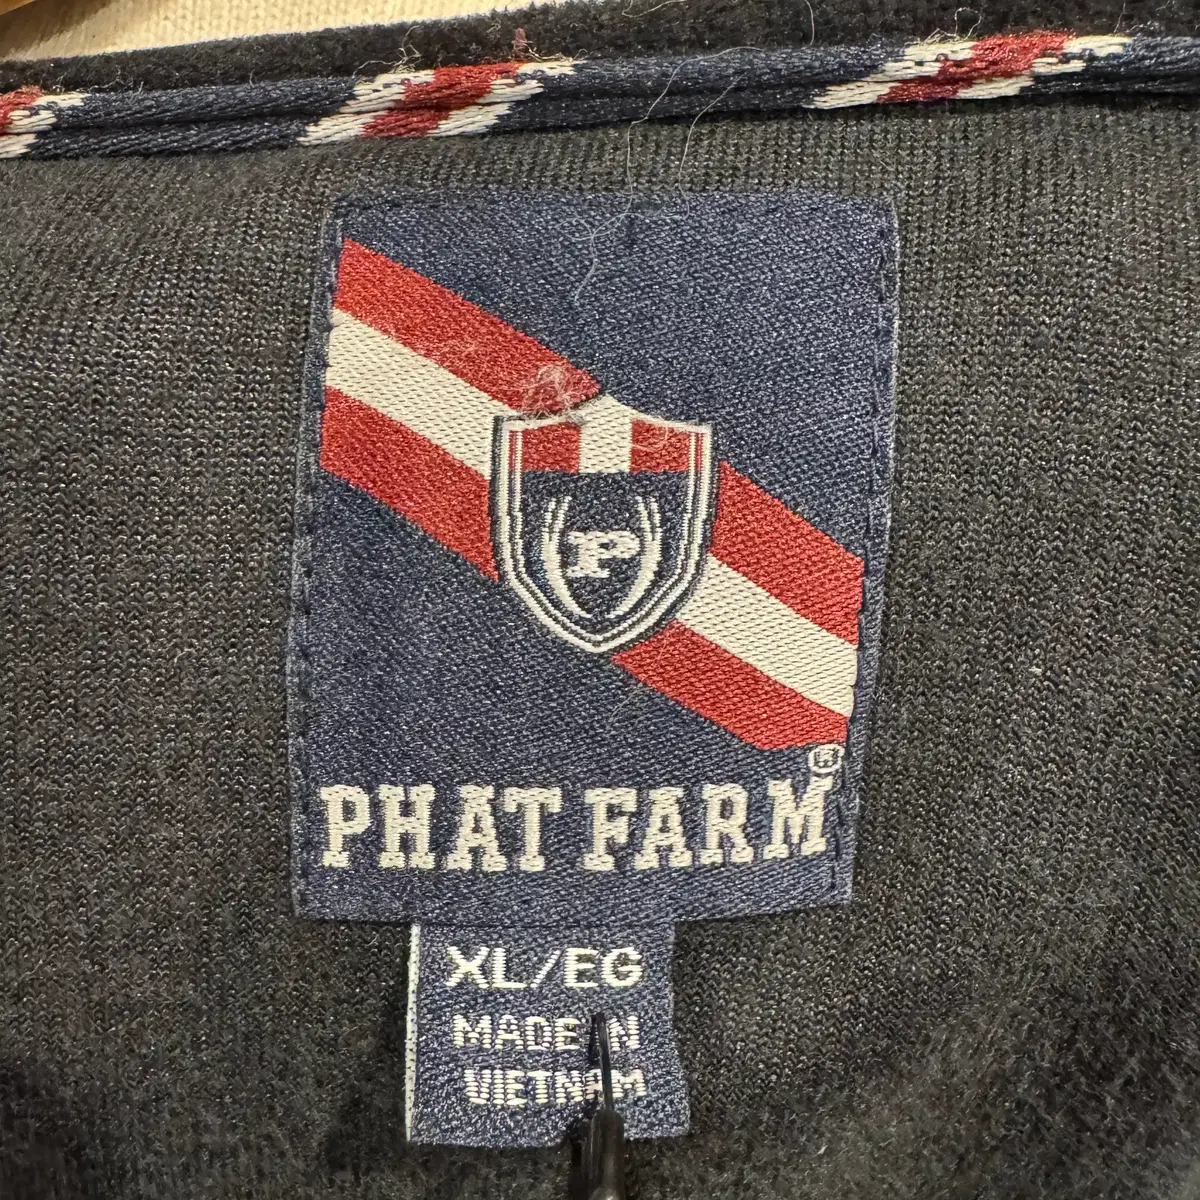 P
PHAT FARM®
XL/EG
MADE IN
VIETNAM